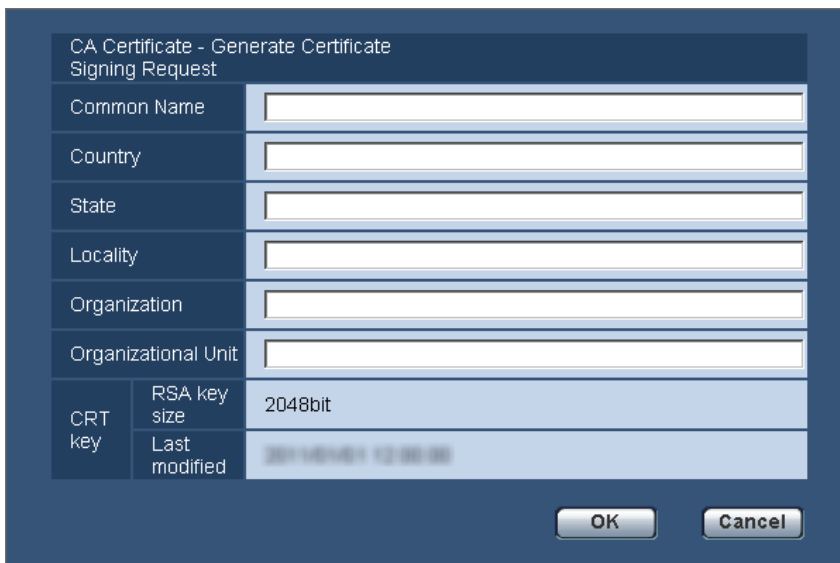 CA Certificate - Generate Certificate
Signing Request
Common Name
Country
State
Locality
Organization
Organizational Unit
CRT
key
RSA key
size
2048bit
Last
modified
OK
Cancel